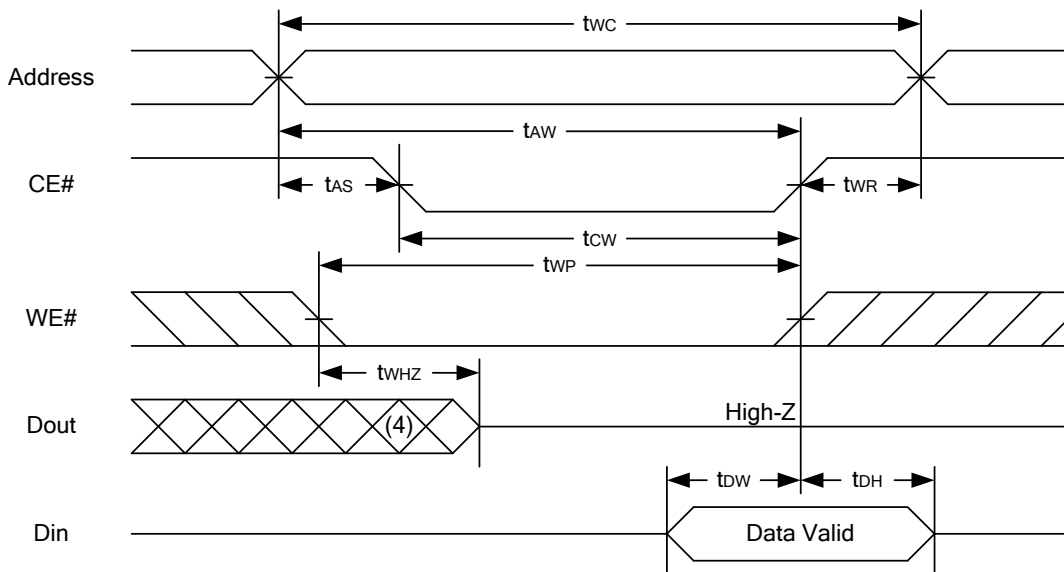 tWC
Address
tAW
CE#
tAS
tWR
tCW
tWP
WE#
tWHZ
Dout
(4)
High-Z
tDW
tDH
Din
Data Valid